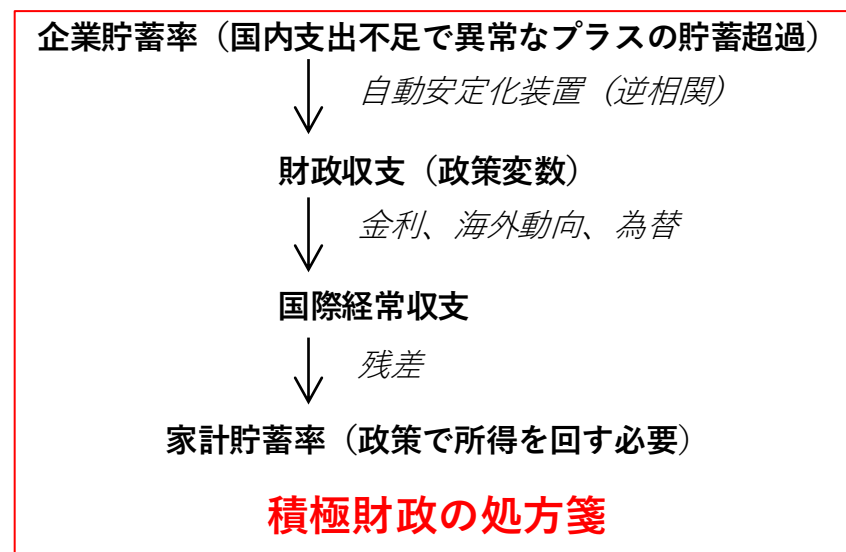 企業貯蓄率（国内支出不足で異常なプラスの貯蓄超過）
自動安定化装置（逆相関）
財政収支（政策変数）
金利、海外動向、為替
国際経常収支
残差
家計貯蓄率（政策で所得を回す必要）
積極財政の処方箋